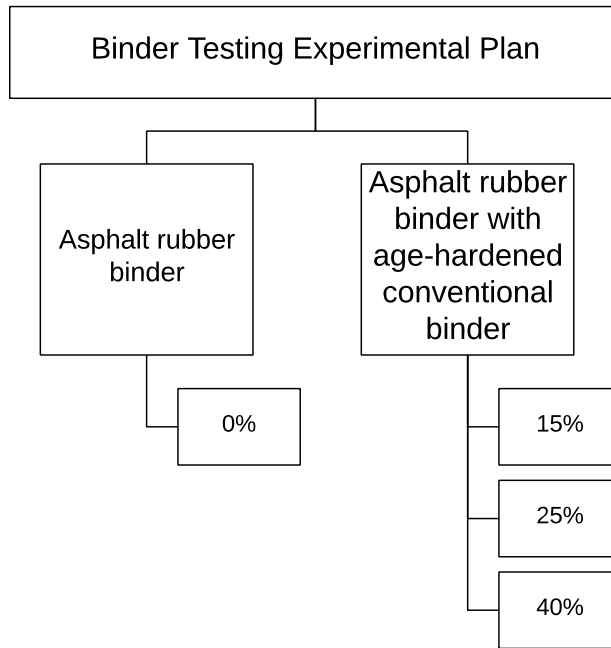 Binder Testing Experimental Plan
Asphalt rubber
binder
Asphalt rubber
binder with
age-hardened
conventional
binder
0%
15%
25%
40%